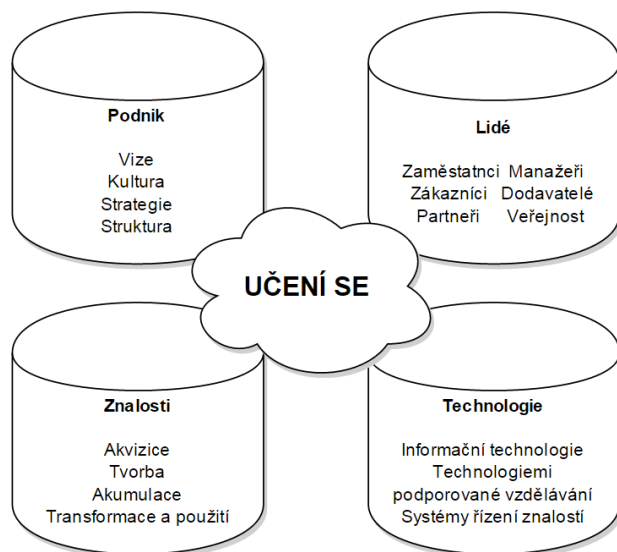 Podnik
Vize
Kultura
Strategie
Struktura
Lidé
Zaměstatnci Manažeři
Zákazníci Dodavatelé
Partneři Veřejnost
UČENÍ SE
Znalosti
Akvizice
Tvorba
Akumulace
Transformace a použití
Technologie
Informační technologie
Technologiemi
podporované vzdělávání
Systémy řízení znalostí